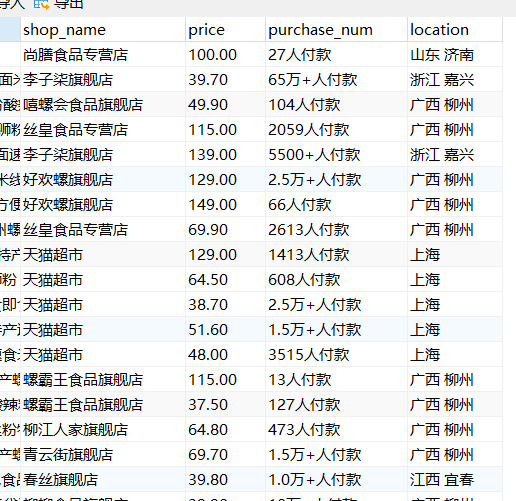 导入 导出
shop_name price purchase_num location
尚膳食品专营店 100.00 27人付款 山东 济南
面 李子柒旗舰店 39.70 65万+人付款 浙江 嘉兴
酸 嘻螺会食品旗舰店 49.90 104人付款 广西 柳州
蛳粉 丝皇食品专营店 115.00 2059人付款 广西 柳州
面速 李子柒旗舰店 139.00 5500+人付款 浙江 嘉兴
米线 好欢螺旗舰店 129.00 2.5万+人付款 广西 柳州
方便 好欢螺旗舰店 149.00 66人付款 广西 柳州
州螺 丝皇食品专营店 69.90 2613人付款 广西 柳州
特产 天猫超市 129.00 1413人付款 上海
粉 天猫超市 64.50 608人付款 上海
即 天猫超市 38.70 2.5万+人付款 上海
产 天猫超市 51.60 1.5万+人付款 上海
食 天猫超市 48.00 3515人付款 上海
产螺 螺霸王食品旗舰店 115.00 13人付款 广西 柳州
酸辣 螺霸王食品旗舰店 37.50 127人付款 广西 柳州
粉 柳江人家旗舰店 64.80 473人付款 广西 柳州
产螺 青云街旗舰店 69.70 1.5万+人付款 广西 柳州
食品 春丝旗舰店 39.80 1.0万+人付款 江西 宜春